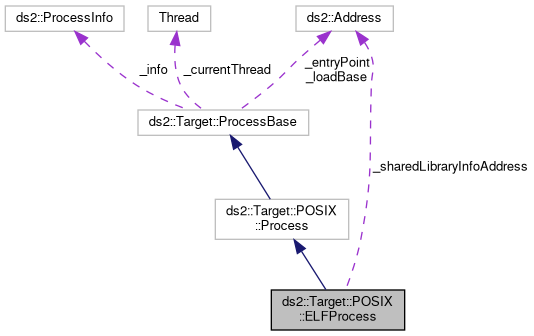 ds2::ProcessInfo
Thread
ds2::Address
_info
_currentThread
_entryPoint
_loadBase
ds2::Target::ProcessBase
_sharedLibraryInfoAddress
ds2::Target::POSIX
::Process
ds2::Target::POSIX
::ELFProcess